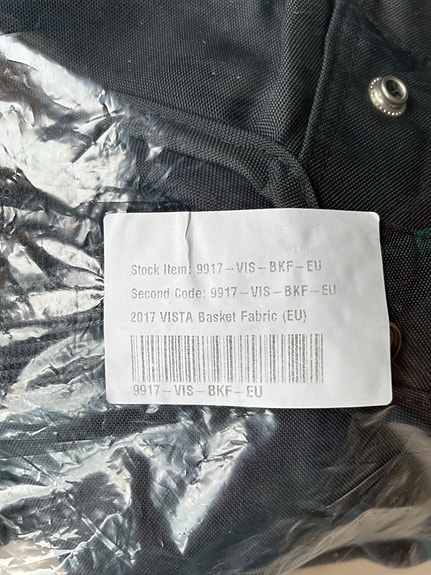 Stock Item: 9917-VIS-BKF-EU
Second Code: 9917-VIS-BKF-EU
2017 VISTA Basket Fabric (EU)
9917-VIS-BKF-EU